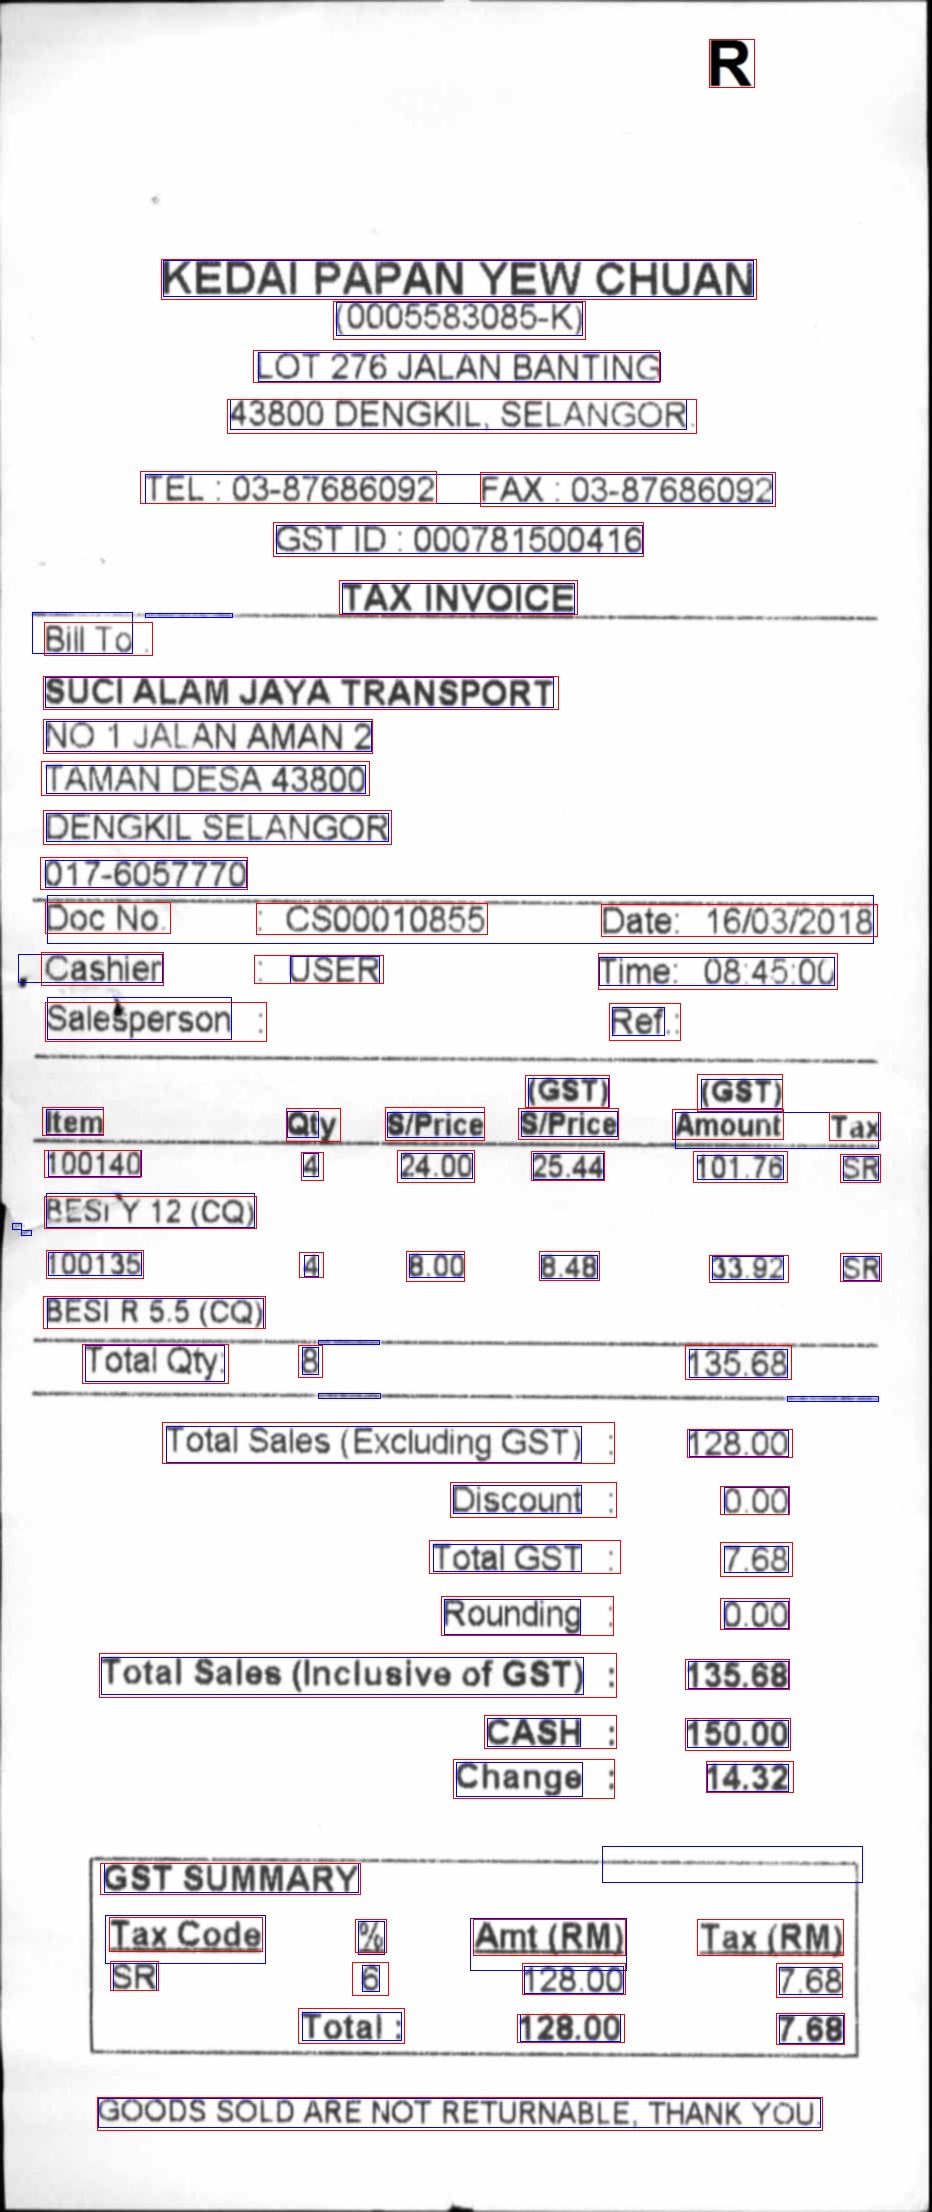 R
KEDAI PAPAN YEW CHUAN
(0005583085-K)
LOT 276 JALAN BANTING
43800 DENGKIL, SELANGOR.
TEL : 03-87686092 FAX : 03-87686092
GST ID : 000781500416
TAX INVOICE
Bill To :
SUCI ALAM JAYA TRANSPORT
NO 1 JALAN AMAN 2
TAMAN DESA 43800
DENGKIL SELANGOR
017-6057770
Doc No. : CS00010855 Date: 16/03/2018
Cashier : USER Time: 08:45:00
Salesperson : Ref.:
(GST) (GST)
Item Qty S/Price S/Price Amount Tax
100140 4 24.00 25.44 101.76 SR
BESI Y 12 (CQ)
100135 4 8.00 8.48 33.92 SR
BESI R 5.5 (CQ)
Total Qty: 8 135.68
Total Sales (Excluding GST) : 128.00
Discount : 0.00
Total GST : 7.68
Rounding : 0.00
Total Sales (Inclusive of GST) : 135.68
CASH : 150.00
Change : 14.32
GST SUMMARY
Tax Code % Amt (RM) Tax (RM)
SR 6 128.00 7.68
Total : 128.00 7.68
GOODS SOLD ARE NOT RETURNABLE, THANK YOU.